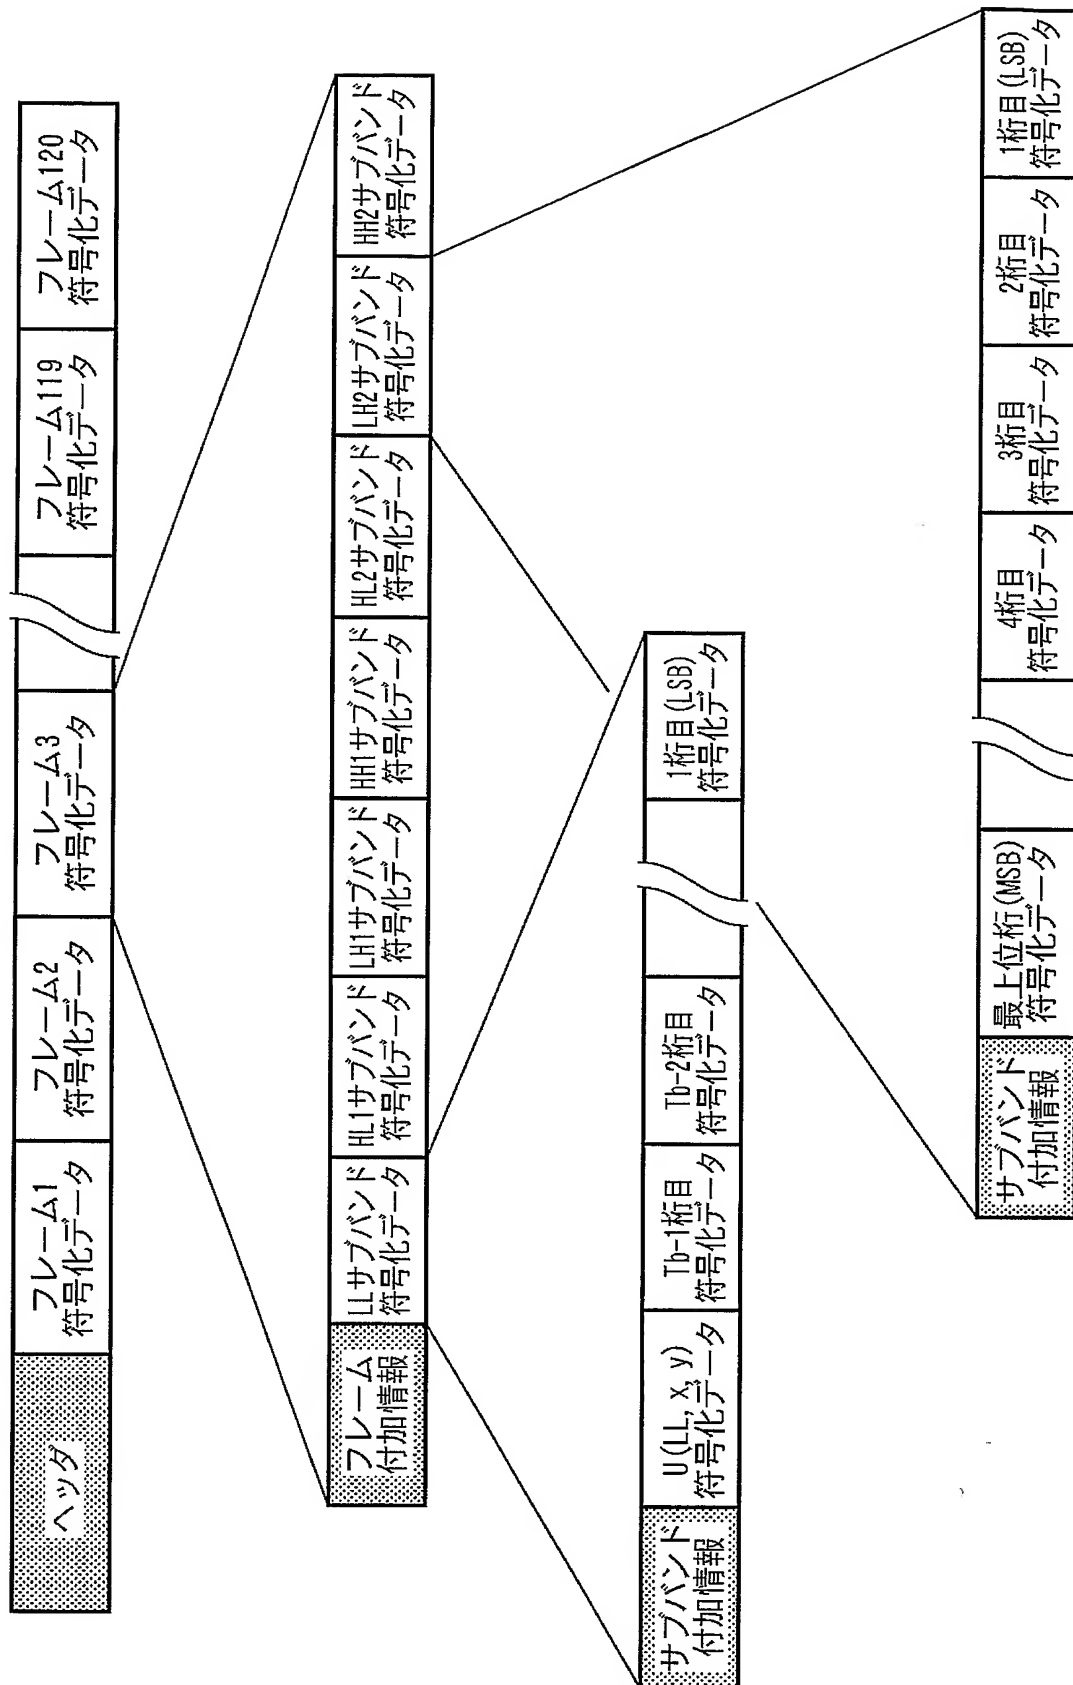 ヘッダ
フレーム1
符号化データ
フレーム2
符号化データ
フレーム3
符号化データ
フレーム119
符号化データ
フレーム120
符号化データ
フレーム
付加情報
LLサブバンド
符号化データ
HL1サブバンド
符号化データ
LH1サブバンド
符号化データ
HH1サブバンド
符号化データ
HL2サブバンド
符号化データ
LH2サブバンド
符号化データ
HH2サブバンド
符号化データ
サブバンド
付加情報
U(LL, x, y)
符号化データ
Tb-1桁目
符号化データ
Tb-2桁目
符号化データ
1桁目(LSB)
符号化データ
サブバンド
付加情報
最上位桁(MSB)
符号化データ
4桁目
符号化データ
3桁目
符号化データ
2桁目
符号化データ
1桁目(LSB)
符号化データ